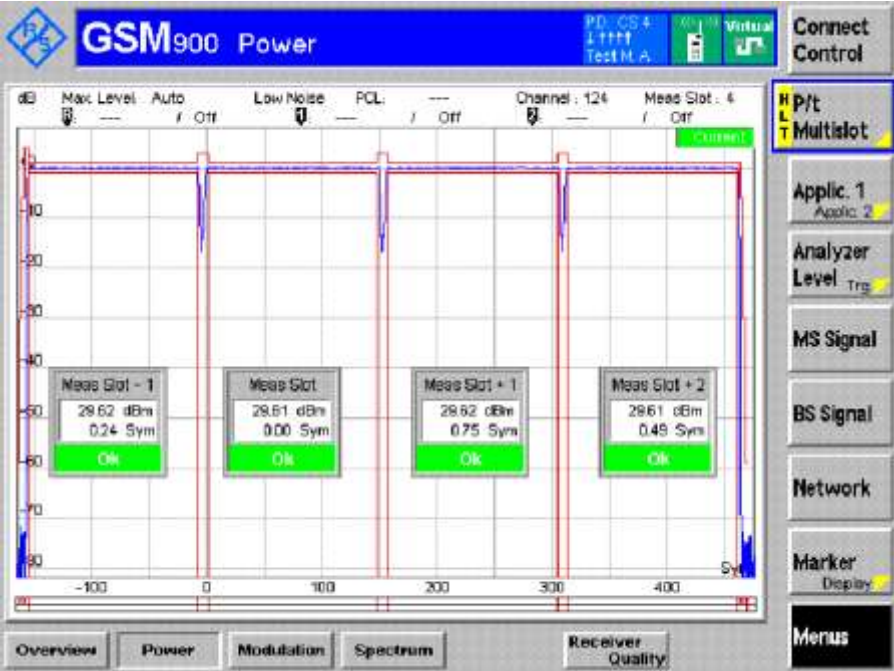 GSM900 Power
P.D. CS 4
Test M. A.
Virtual
Connect
Control
dB Max. Level Auto Low Noise PCL: --- Channel : 124 Meas Slot : 4
--- / Off 1 --- / Off 2 --- / Off
Current
H
L
T
P/t
Multislot
Applic. 1
Applic. 2
Analyzer
Level Trg.
MS Signal
BS Signal
Network
Marker
Display
Menus
-10
-20
-30
-40
-50
-60
-70
-80
Meas Slot - 1
29.62 dBm
0.24 Sym
Ok
Meas Slot
29.61 dBm
0.00 Sym
Ok
Meas Slot + 1
29.62 dBm
0.75 Sym
Ok
Meas Slot + 2
29.61 dBm
0.49 Sym
Ok
-100 0 100 200 300 400
Overview Power Modulation Spectrum Receiver
Quality